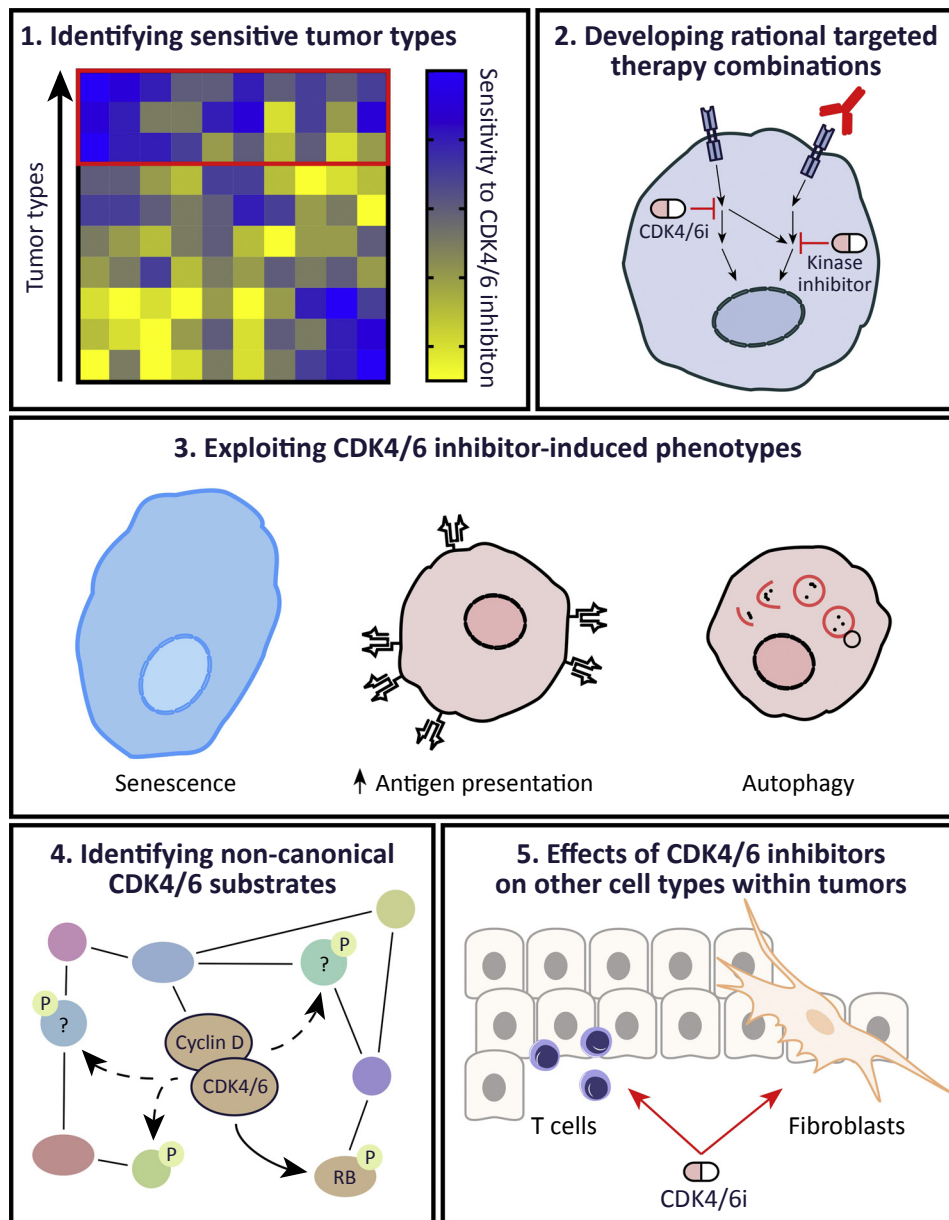 1. Identifying sensitive tumor types
Tumor types
Sensitivity to CDK4/6 inhibiton
2. Developing rational targeted
therapy combinations
CDK4/6i
Kinase
inhibitor
3. Exploiting CDK4/6 inhibitor-induced phenotypes
Senescence
Antigen presentation
Autophagy
4. Identifying non-canonical
CDK4/6 substrates
P
?
P
?
Cyclin D
CDK4/6
P
RB
P
5. Effects of CDK4/6 inhibitors
on other cell types within tumors
T cells
Fibroblasts
CDK4/6i